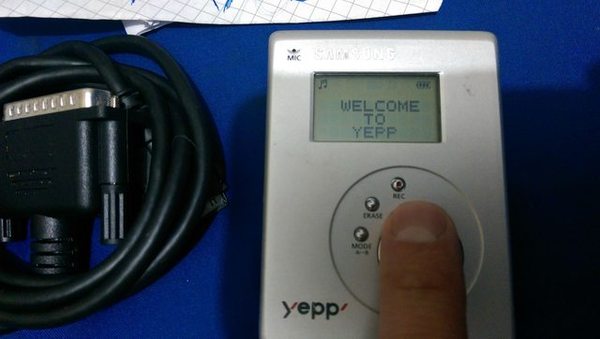 MIC
SAMSUNG
WELCOME
TO
YEPP
REC
ERASE
MODE
A-B
yepp'